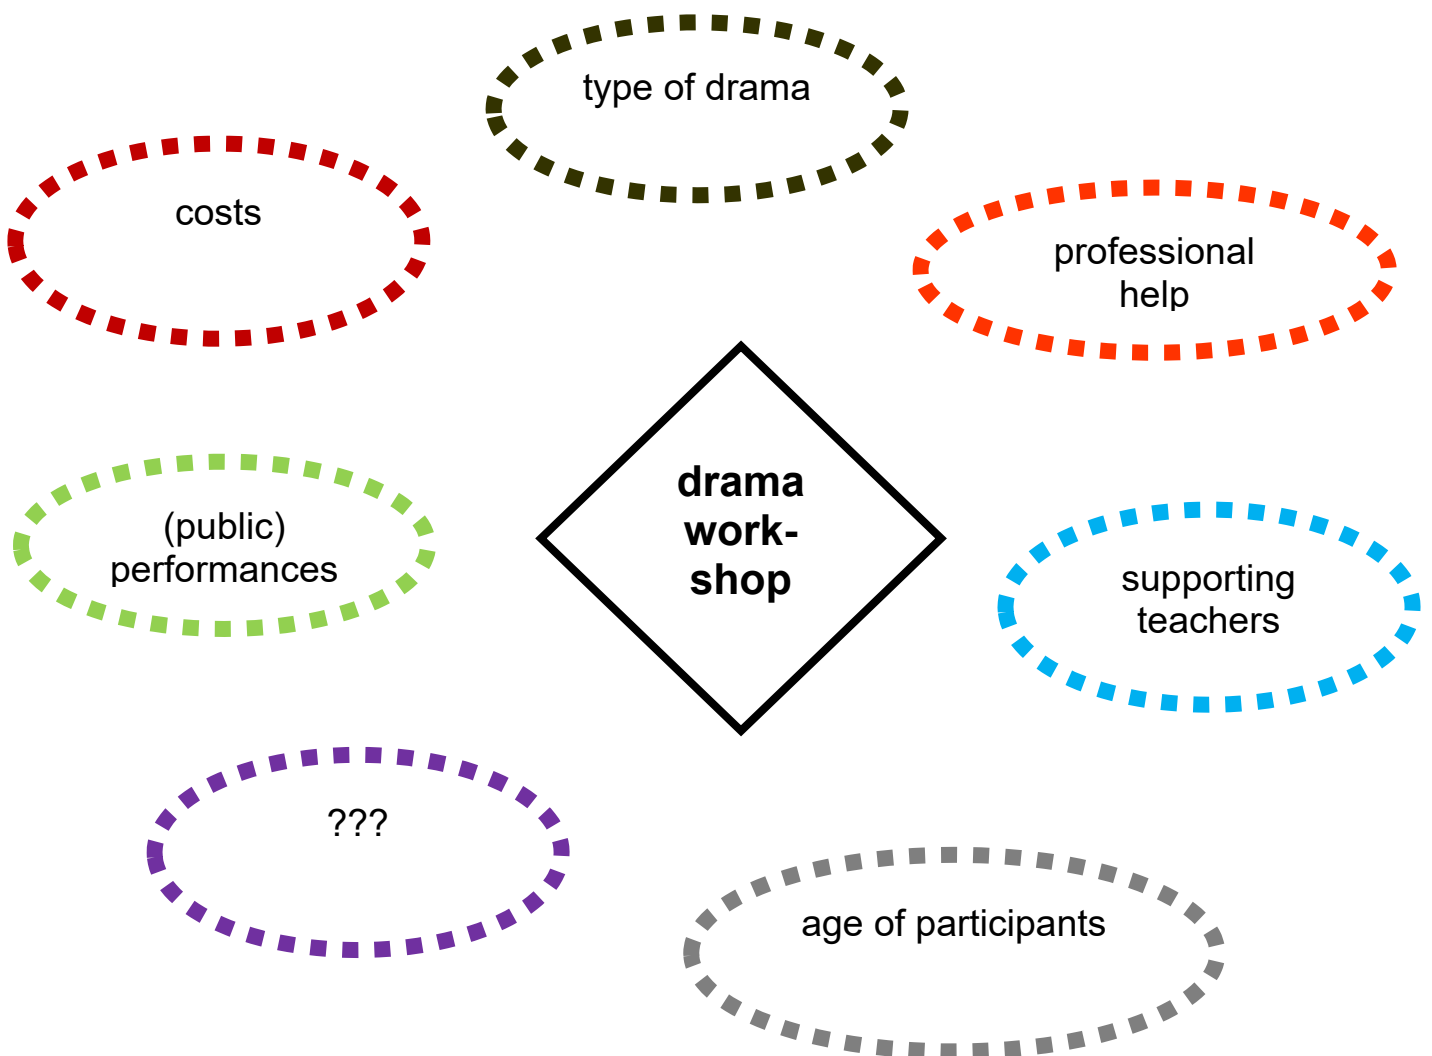 type of drama
costs
professional
help
drama
work-
shop
(public)
performances
supporting
teachers
???
age of participants